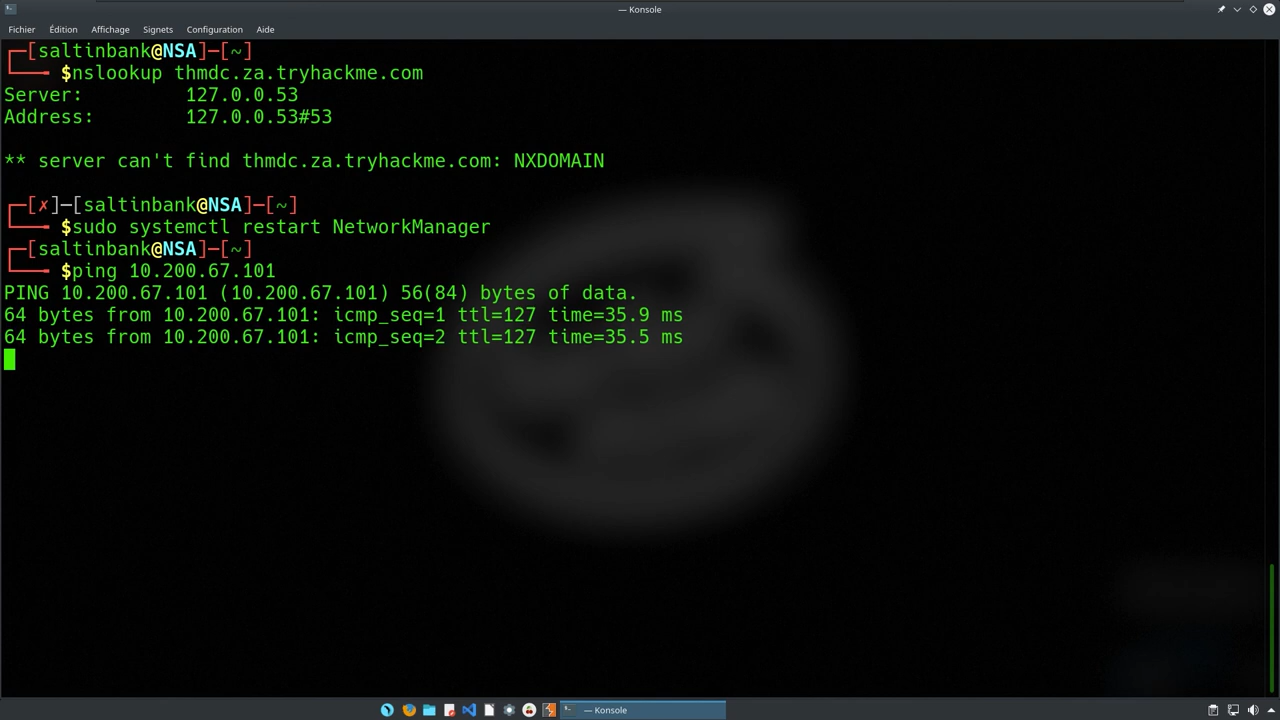 — Konsole
Fichier Édition Affichage Signets Configuration Aide
┌─[saltinbank@NSA]─[~]
└──╼ $nslookup thmdc.za.tryhackme.com
Server: 127.0.0.53
Address: 127.0.0.53#53
** server can't find thmdc.za.tryhackme.com: NXDOMAIN
┌─[✗]─[saltinbank@NSA]─[~]
└──╼ $sudo systemctl restart NetworkManager
┌─[saltinbank@NSA]─[~]
└──╼ $ping 10.200.67.101
PING 10.200.67.101 (10.200.67.101) 56(84) bytes of data.
64 bytes from 10.200.67.101: icmp_seq=1 ttl=127 time=35.9 ms
64 bytes from 10.200.67.101: icmp_seq=2 ttl=127 time=35.5 ms
— Konsole